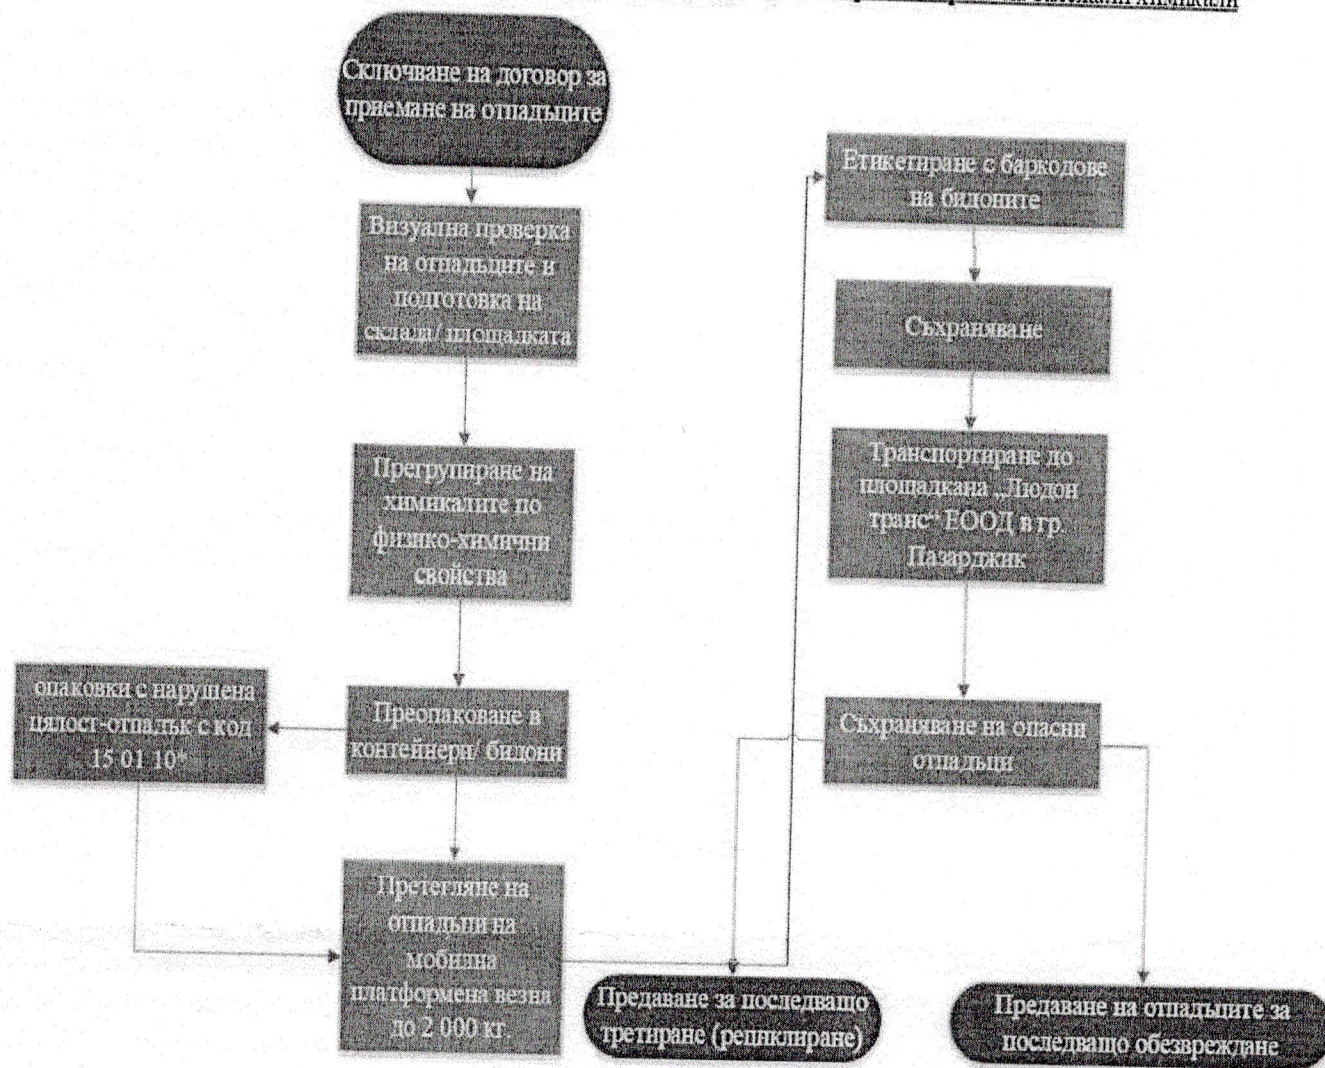 химикали
Сключване на договор за
приемане на отпадъците
Визуална проверка
на отпадъците и
подготовка на
склада/ площадката
Прегрупиране на
химикалите по
физико-химични
свойства
опаковки с нарушена
цялост-отпадък с код
15 01 10*
Преопаковане в
контейнери/ бидони
Претегляне на
отпадъци на
мобилна
платформена везна
до 2 000 кг.
Етикетиране с баркодове
на бидоните
Съхраняване
Транспортиране до
площадкана „Людон
транс“ ЕООД в гр.
Пазарджик
Съхраняване на опасни
отпадъци
Предаване за последващо
третиране (рециклиране)
Предаване на отпадъците за
последващо обезвреждане